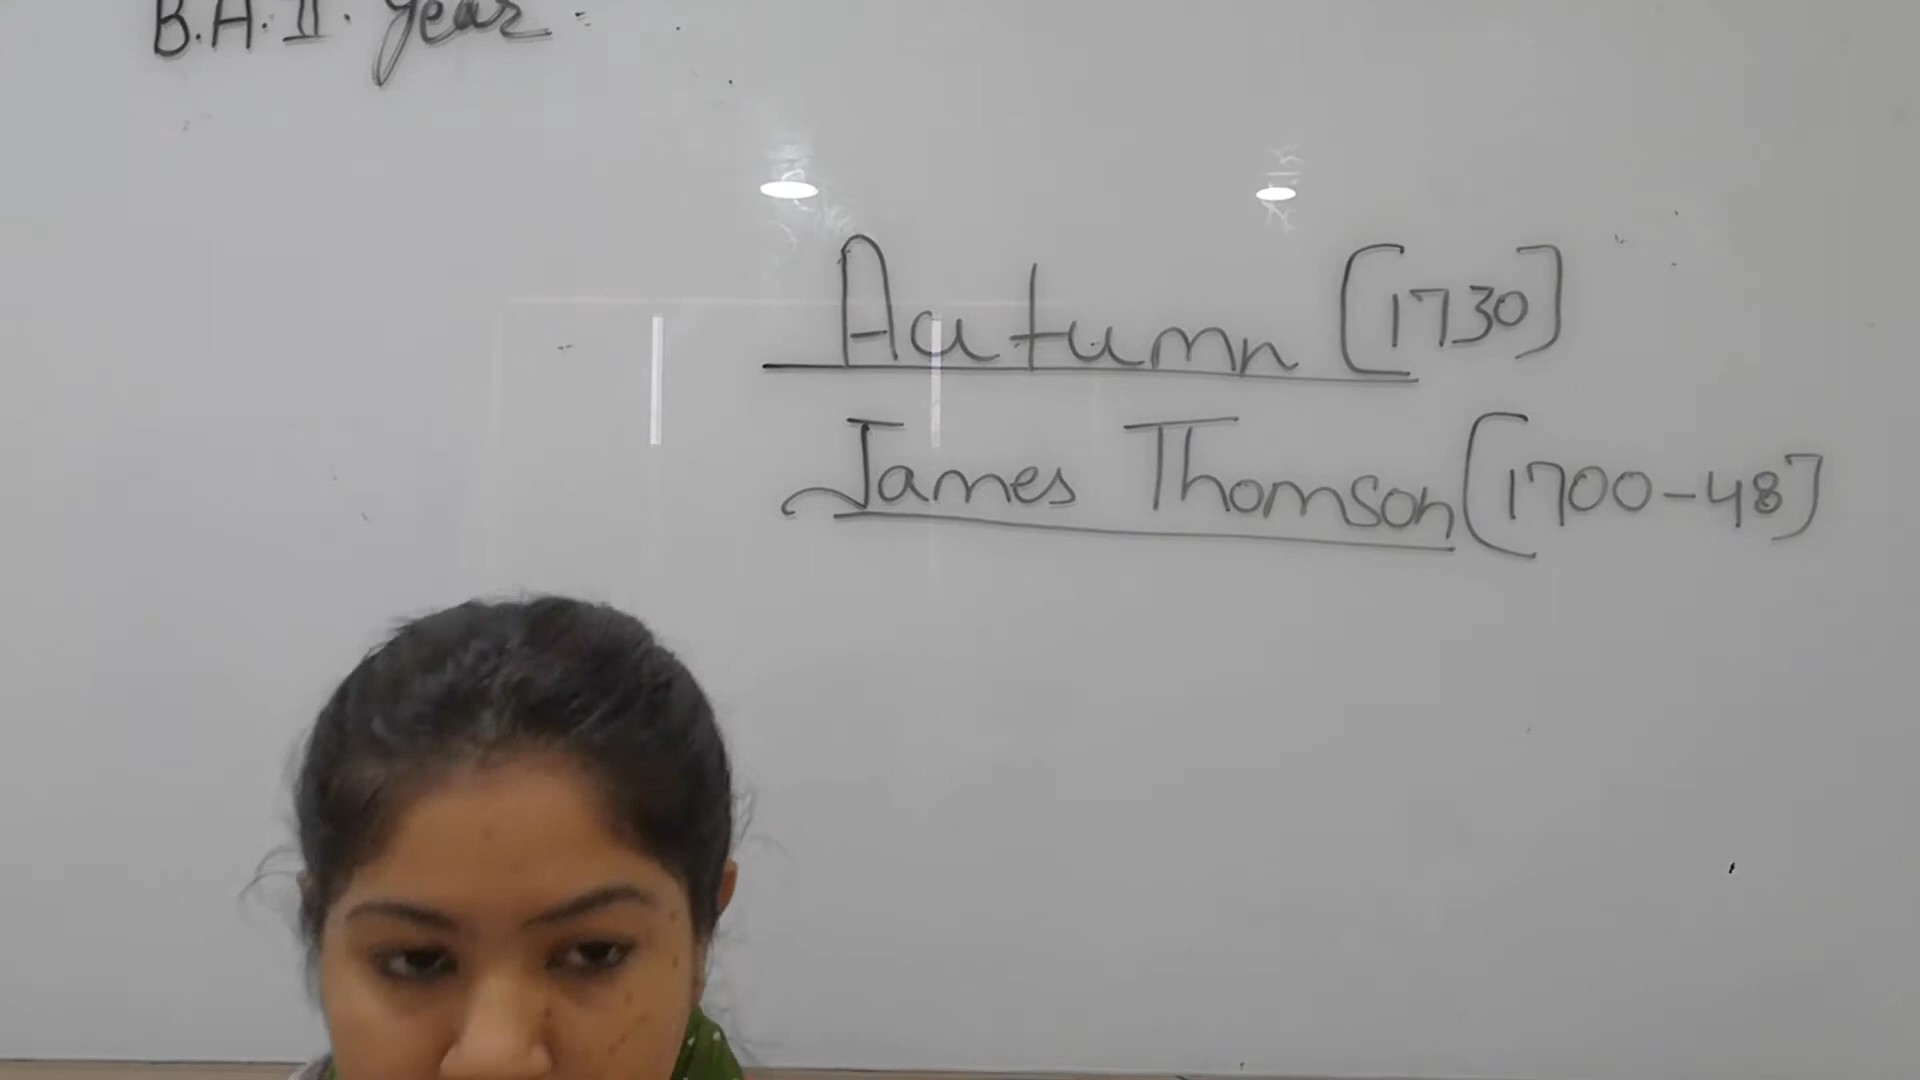 B.A. II. Year
Autumn [1730]
James Thomson [1700-48]